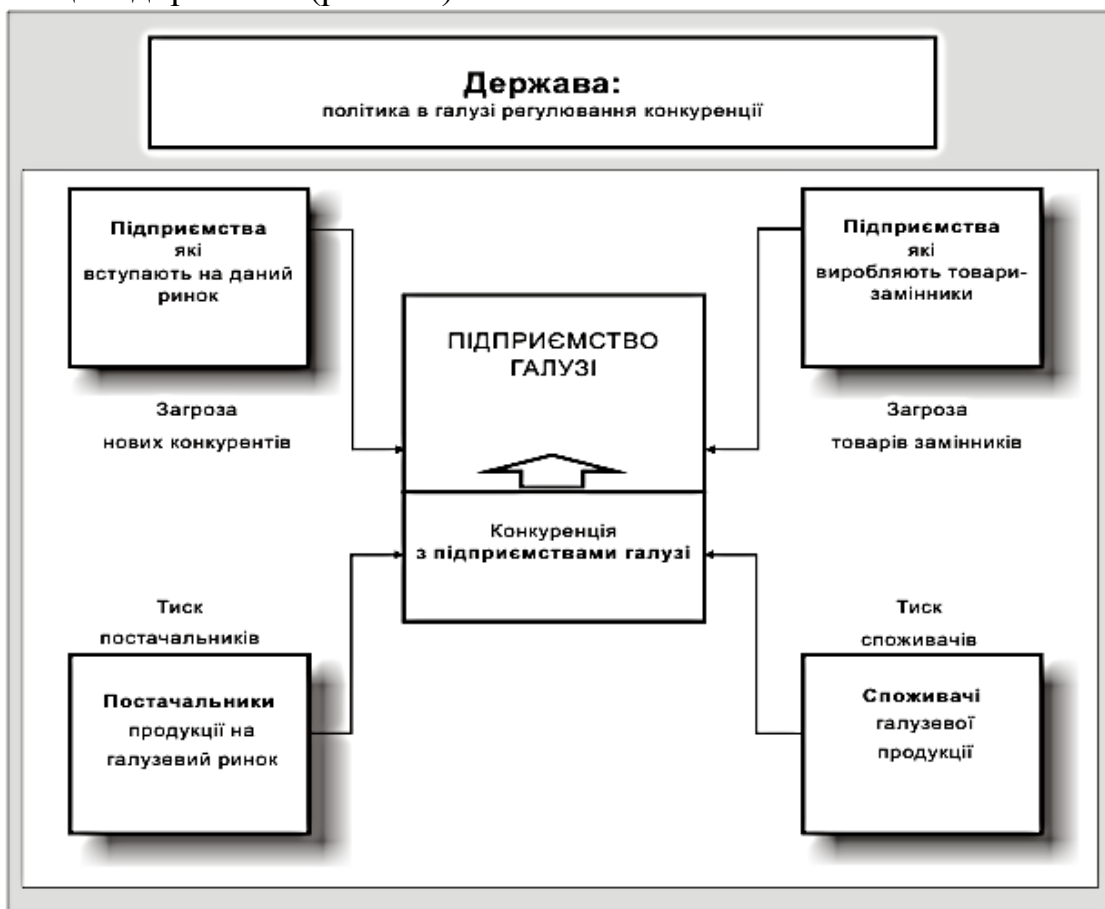 Держава:
політика в галузі регулювання конкуренції
Підприємства
які
вступають на даний
ринок
Підприємства
які
виробляють товари-
замінники
ПІДПРИЄМСТВО
ГАЛУЗІ
Загроза
нових конкурентів
Загроза
товарів замінників
Конкуренція
з підприємствами галузі
Тиск
постачальників
Тиск
споживачів
Постачальники
продукції на
галузевий ринок
Споживачі
галузевої
продукції